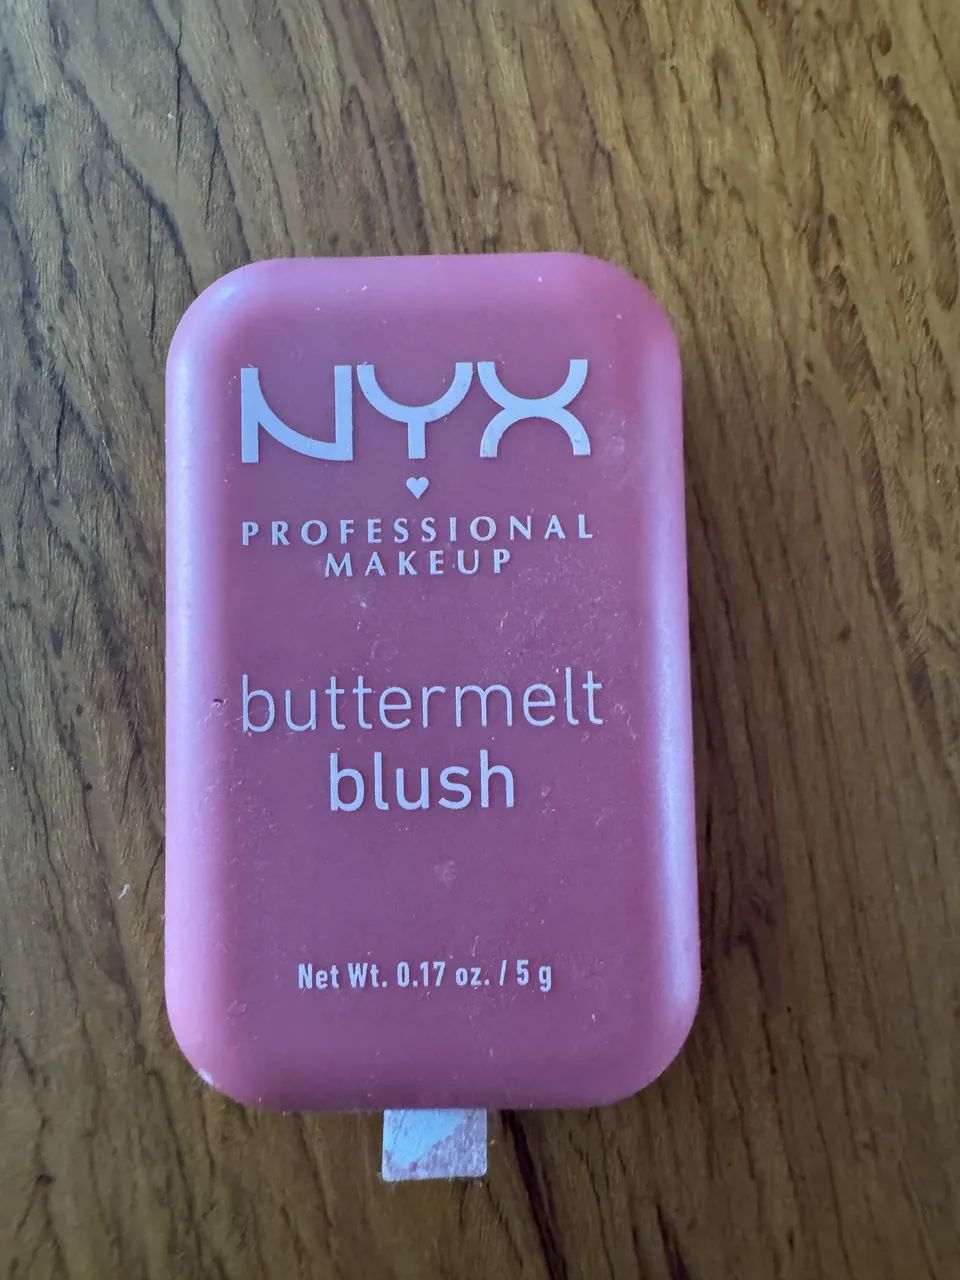 NYX
PROFESSIONAL
MAKEUP
buttermelt
blush
Net Wt. 0.17 oz. / 5 g